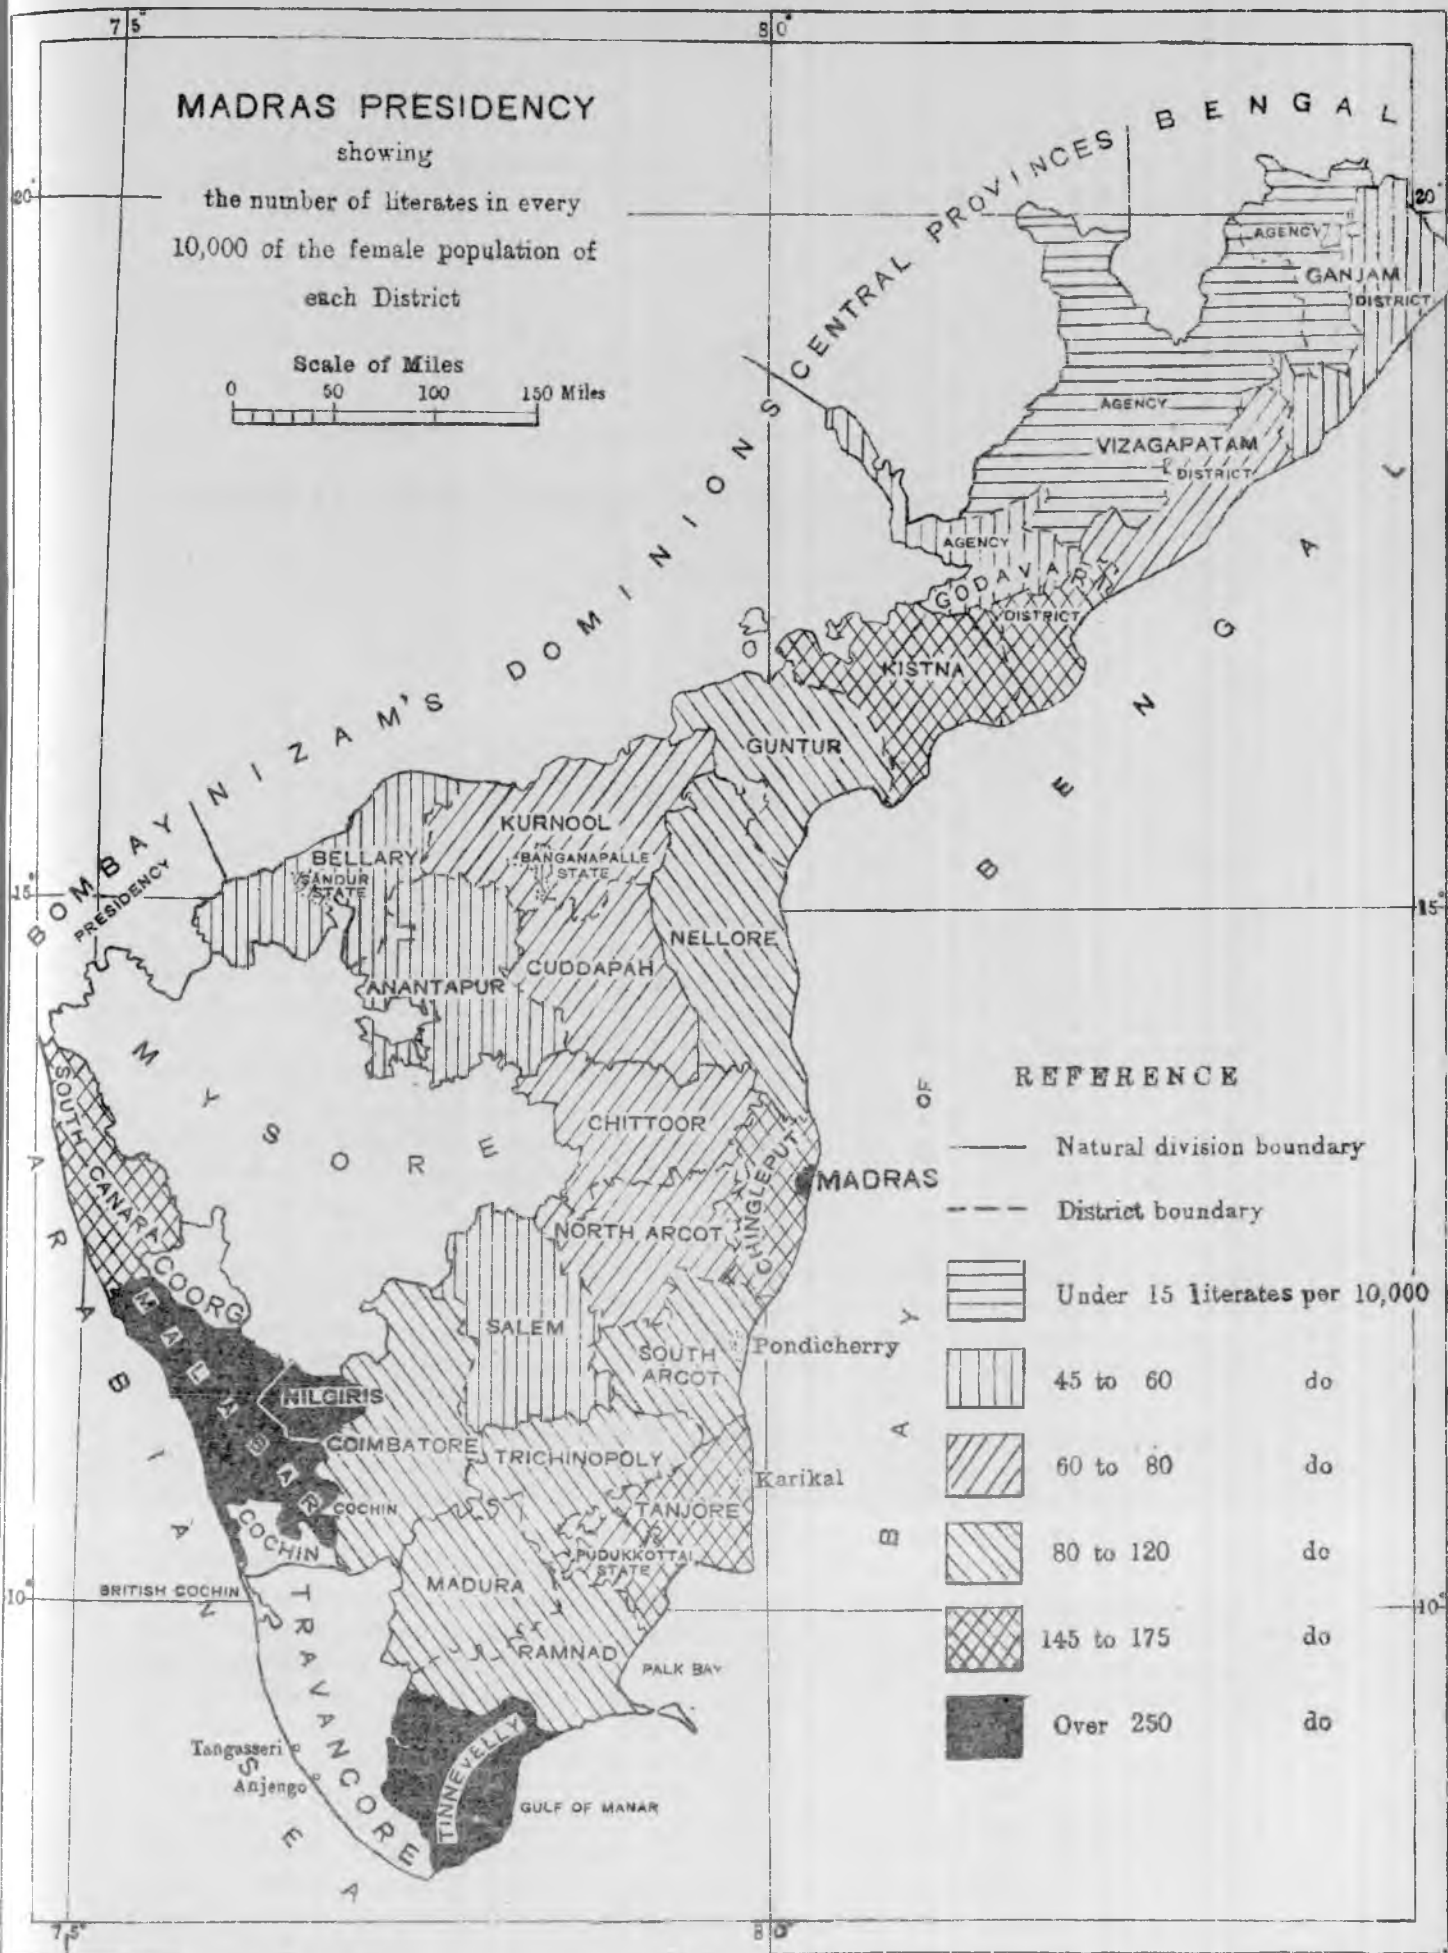 75°
80°
MADRAS PRESIDENCY
showing
the number of literates in every
10,000 of the female population of
each District
Scale of Miles
0 50 100 150 Miles
BENGAL
CENTRAL PROVINCES
NIZAM'S DOMINIONS
BOMBAY
PRESIDENCY
20°
20°
AGENCY
GANJAM
DISTRICT
AGENCY
VIZAGAPATAM
DISTRICT
AGENCY
GODAVARI
DISTRICT
KISTNA
GUNTUR
KURNOOL
BANGANAPALLE
STATE
BELLARY
SANDUR
STATE
15°
15°
NELLORE
CUDDAPAH
ANANTAPUR
MYSORE
SOUTH CANARA
CHITTOOR
CHINGLEPUT
MADRAS
NORTH ARCOT
COORG
SALEM
SOUTH
ARCOT
Pondicherry
MALABAR
NILGIRIS
COIMBATORE
TRICHINOPOLY
Karikal
TANJORE
COCHIN
COCHIN
PUDUKKOTTAI
STATE
MADURA
BRITISH COCHIN
10°
10°
RAMNAD
PALK BAY
TRAVANCORE
TINNEVELLY
Tangasseri
Anjengo
GULF OF MANAR
ARABIAN SEA
BAY OF BENGAL
REFERENCE
Natural division boundary
District boundary
Under 15 literates per 10,000
45 to 60 do
60 to 80 do
80 to 120 do
145 to 175 do
Over 250 do
75°
80°